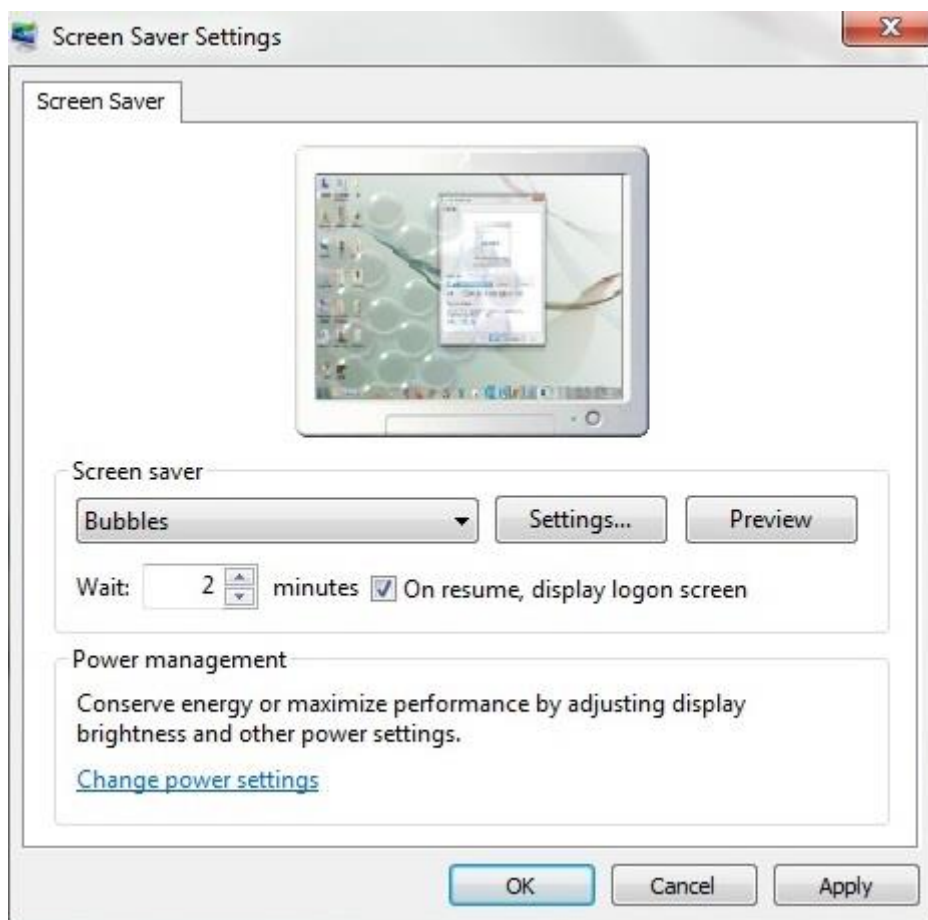 Screen Saver Settings
Screen Saver
Screen saver
Bubbles
Settings...
Preview
Wait: 2 minutes On resume, display logon screen
Power management
Conserve energy or maximize performance by adjusting display
brightness and other power settings.
Change power settings
OK
Cancel
Apply